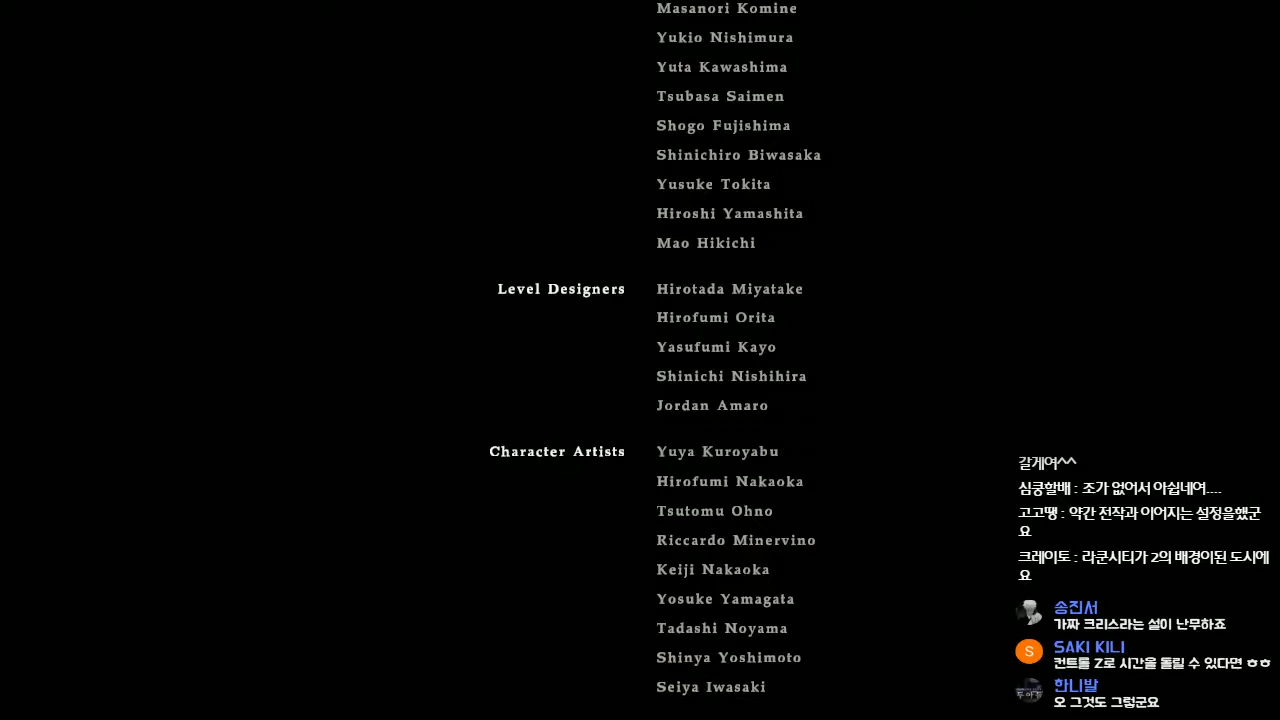 Masanori Komine
Yukio Nishimura
Yuta Kawashima
Tsubasa Saimen
Shogo Fujishima
Shinichiro Biwasaka
Yusuke Tokita
Hiroshi Yamashita
Mao Hikichi
Level Designers Hirotada Miyatake
Hirofumi Orita
Yasufumi Kayo
Shinichi Nishihira
Jordan Amaro
Character Artists Yuya Kuroyabu
Hirofumi Nakaoka
Tsutomu Ohno
Riccardo Minervino
Keiji Nakaoka
Yosuke Yamagata
Tadashi Noyama
Shinya Yoshimoto
Seiya Iwasaki
갈게여^^
심쿵할배 : 조가 없어서 아쉽네여....
고고땡 : 약간 전작과 이어지는 설정을했군
요
크레이토 : 라쿤시티가 2의 배경이된 도시에
요
송진서
가짜 크리스라는 설이 난무하죠
S SAKI KILI
컨트롤 Z로 시간을 돌릴 수 있다면 ㅎㅎ
한니발
오 그것도 그렇군요